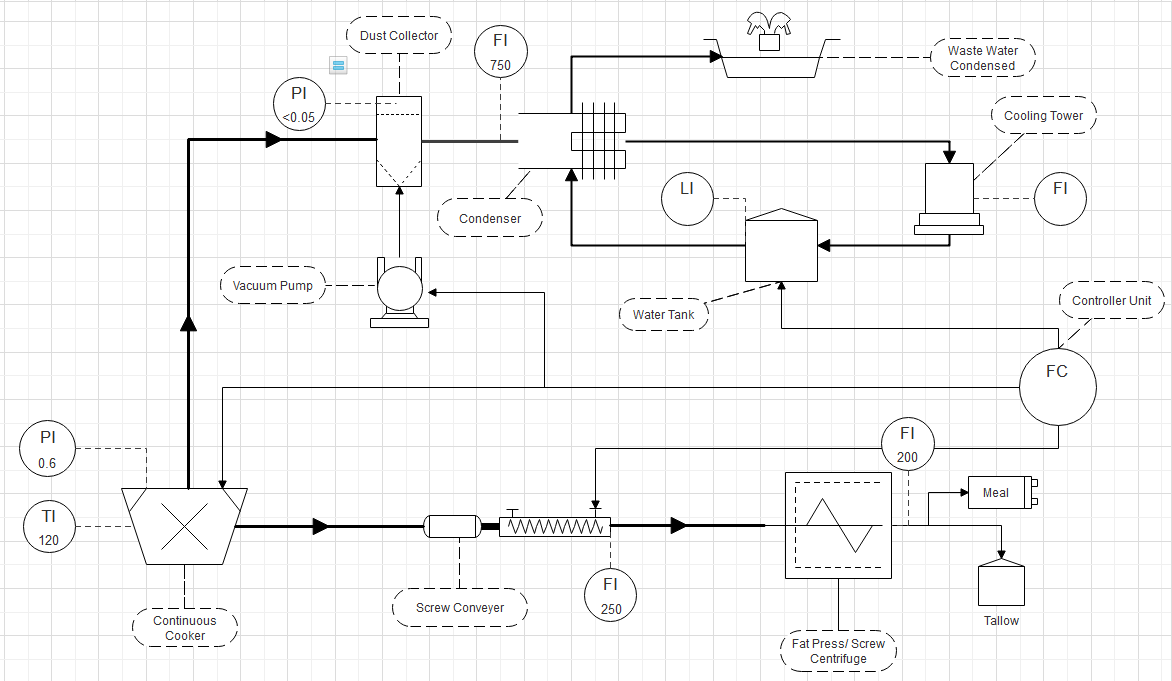 Dust Collector
FI
750
Waste Water
Condensed
PI
<0.05
Cooling Tower
LI
FI
Condenser
Vacuum Pump
Water Tank
Controller Unit
FC
PI
0.6
FI
200
TI
120
Meal
FI
250
Screw Conveyer
Continuous
Cooker
Tallow
Fat Press/ Screw
Centrifuge